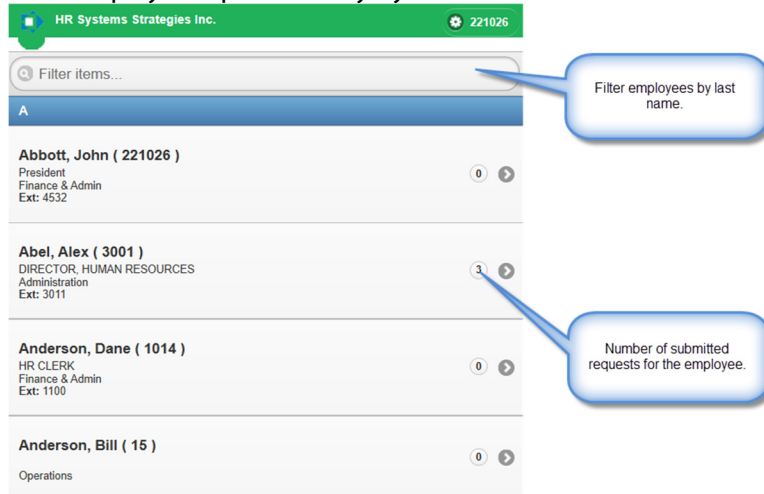 HR Systems Strategies Inc.
221026
Filter items...
Filter employees by last
name.
A
Abbott, John ( 221026 )
President
Finance & Admin
Ext: 4532
0
Abel, Alex ( 3001 )
DIRECTOR, HUMAN RESOURCES
Administration
Ext: 3011
3
Number of submitted
requests for the employee.
Anderson, Dane ( 1014 )
HR CLERK
Finance & Admin
Ext: 1100
0
Anderson, Bill ( 15 )
Operations
0